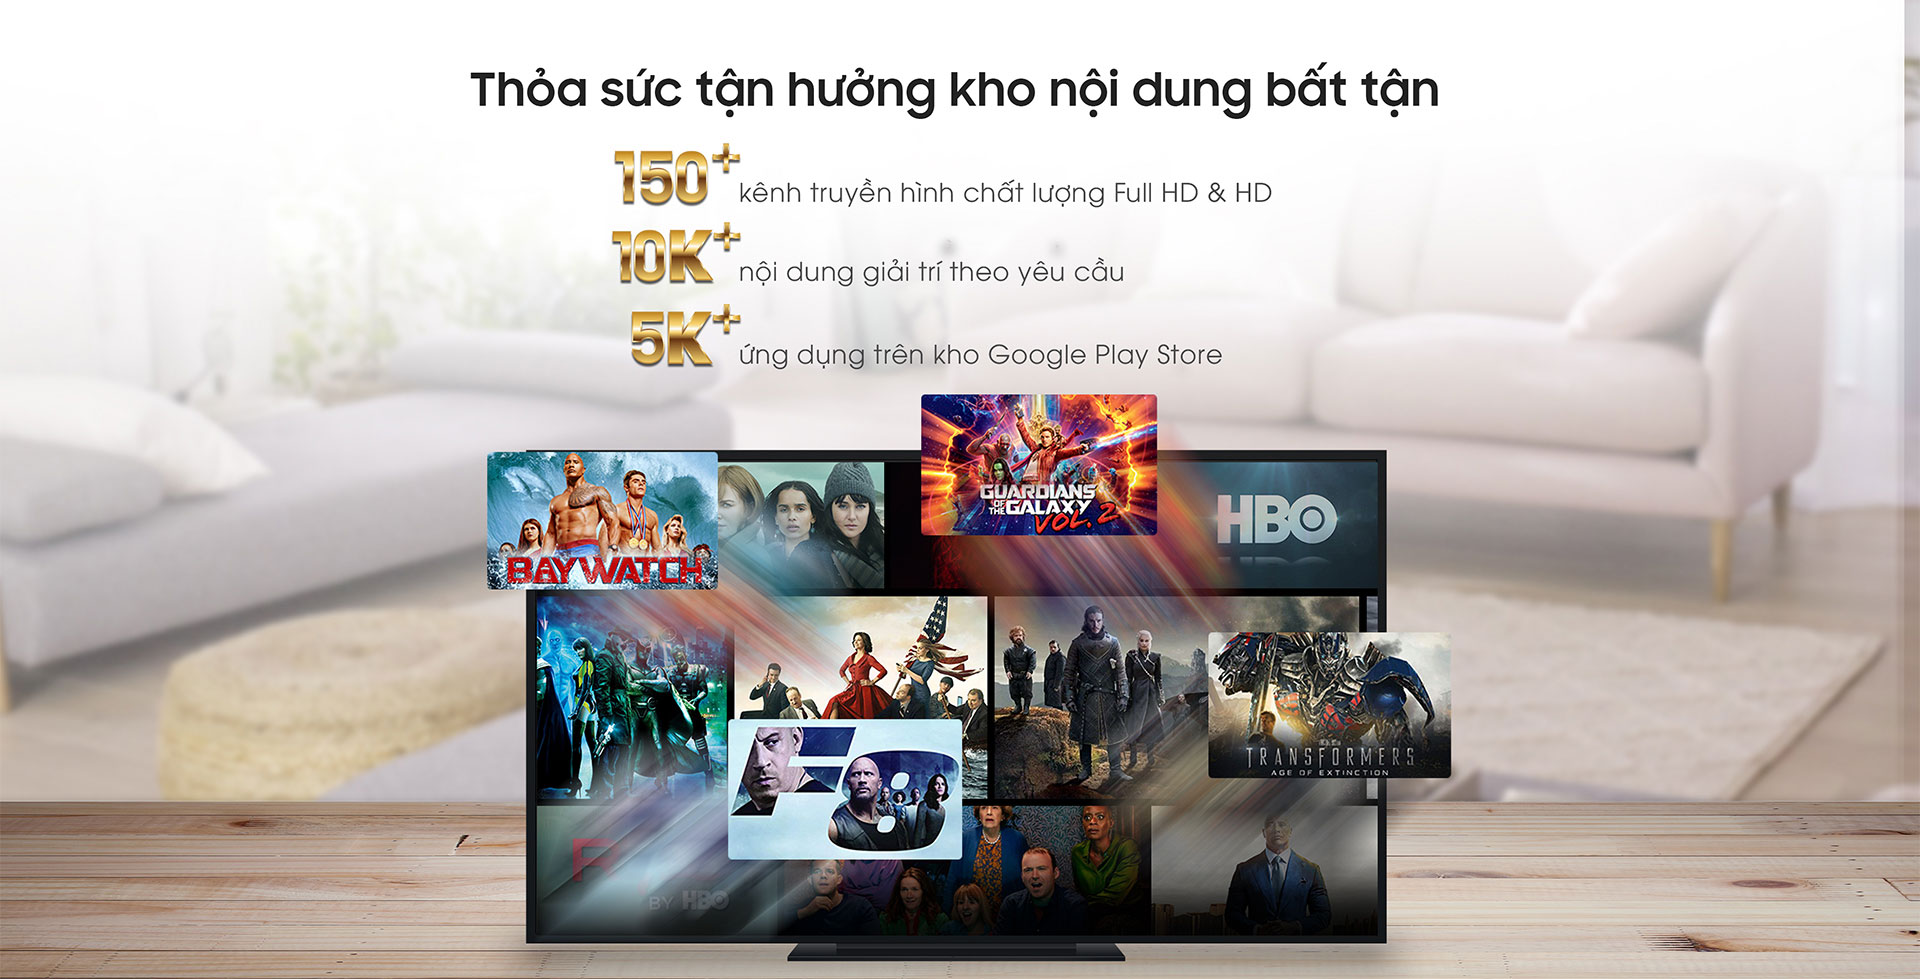 Thỏa sức tận hưởng kho nội dung bất tận
150+ kênh truyền hình chất lượng Full HD & HD
10K+ nội dung giải trí theo yêu cầu
5K+ ứng dụng trên kho Google Play Store
GUARDIANS
OF THE GALAXY
VOL. 2
HBO
BAYWATCH
TRANSFORMERS
AGE OF EXTINCTION
F8
BY HBO